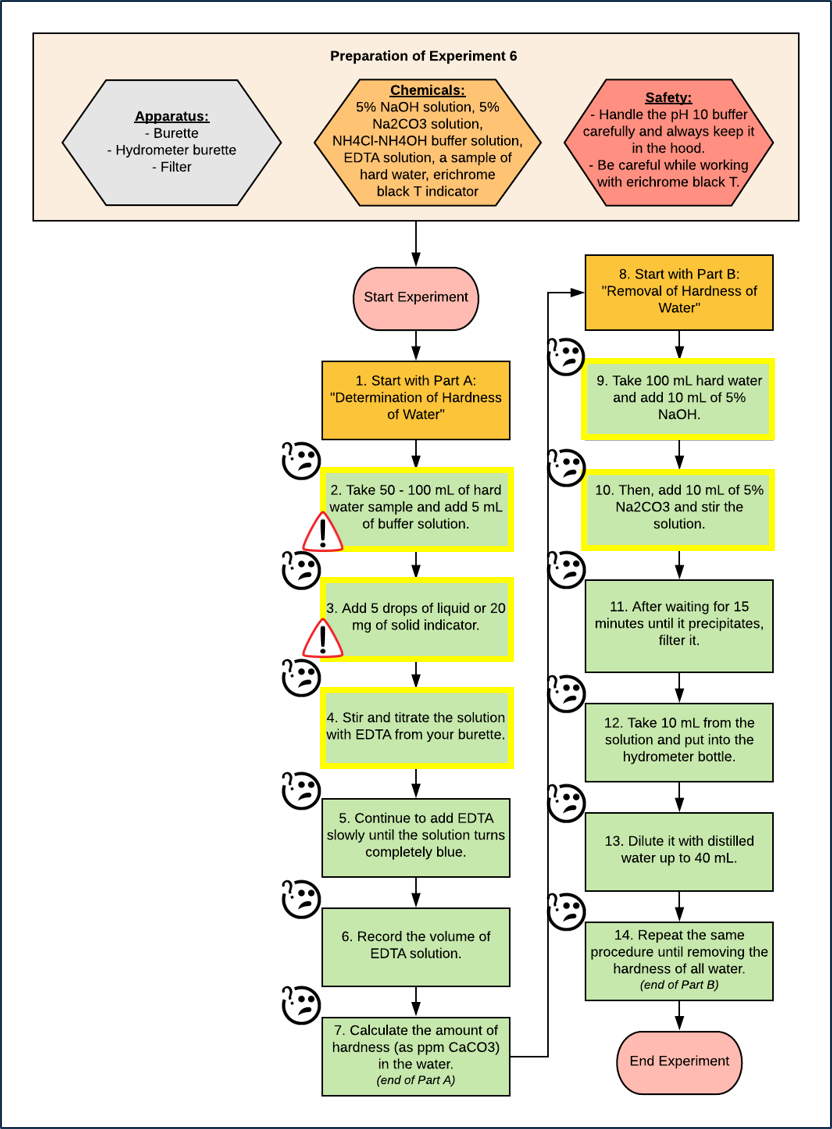 Preparation of Experiment 6
Apparatus:
- Burette
- Hydrometer burette
- Filter
Chemicals:
5% NaOH solution, 5%
Na2CO3 solution,
NH4Cl-NH4OH buffer solution,
EDTA solution, a sample of
hard water, erichrome
black T indicator
Safety:
- Handle the pH 10 buffer
carefully and always keep it
in the hood.
- Be careful while working
with erichrome black T.
Start Experiment
1. Start with Part A:
"Determination of Hardness
of Water"
2. Take 50 - 100 mL of hard
water sample and add 5 mL
of buffer solution.
3. Add 5 drops of liquid or 20
mg of solid indicator.
4. Stir and titrate the solution
with EDTA from your burette.
5. Continue to add EDTA
slowly until the solution turns
completely blue.
6. Record the volume of
EDTA solution.
7. Calculate the amount of
hardness (as ppm CaCO3)
in the water.
(end of Part A)
8. Start with Part B:
"Removal of Hardness of
Water"
9. Take 100 mL hard water
and add 10 mL of 5%
NaOH.
10. Then, add 10 mL of 5%
Na2CO3 and stir the
solution.
11. After waiting for 15
minutes until it precipitates,
filter it.
12. Take 10 mL from the
solution and put into the
hydrometer bottle.
13. Dilute it with distilled
water up to 40 mL.
14. Repeat the same
procedure until removing the
hardness of all water.
(end of Part B)
End Experiment